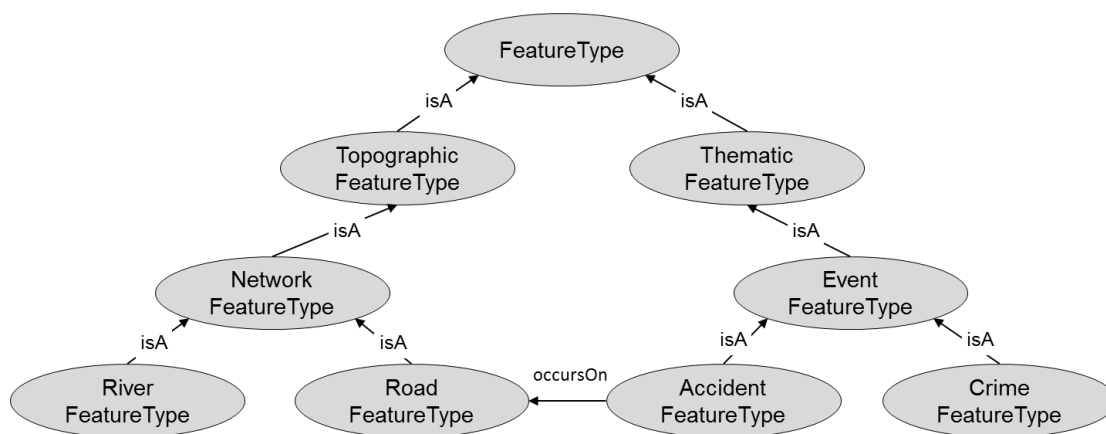 FeatureType
isA
isA
Topographic
FeatureType
Thematic
FeatureType
isA
isA
Network
FeatureType
Event
FeatureType
isA
isA
isA
isA
River
FeatureType
Road
FeatureType
occursOn
Accident
FeatureType
Crime
FeatureType